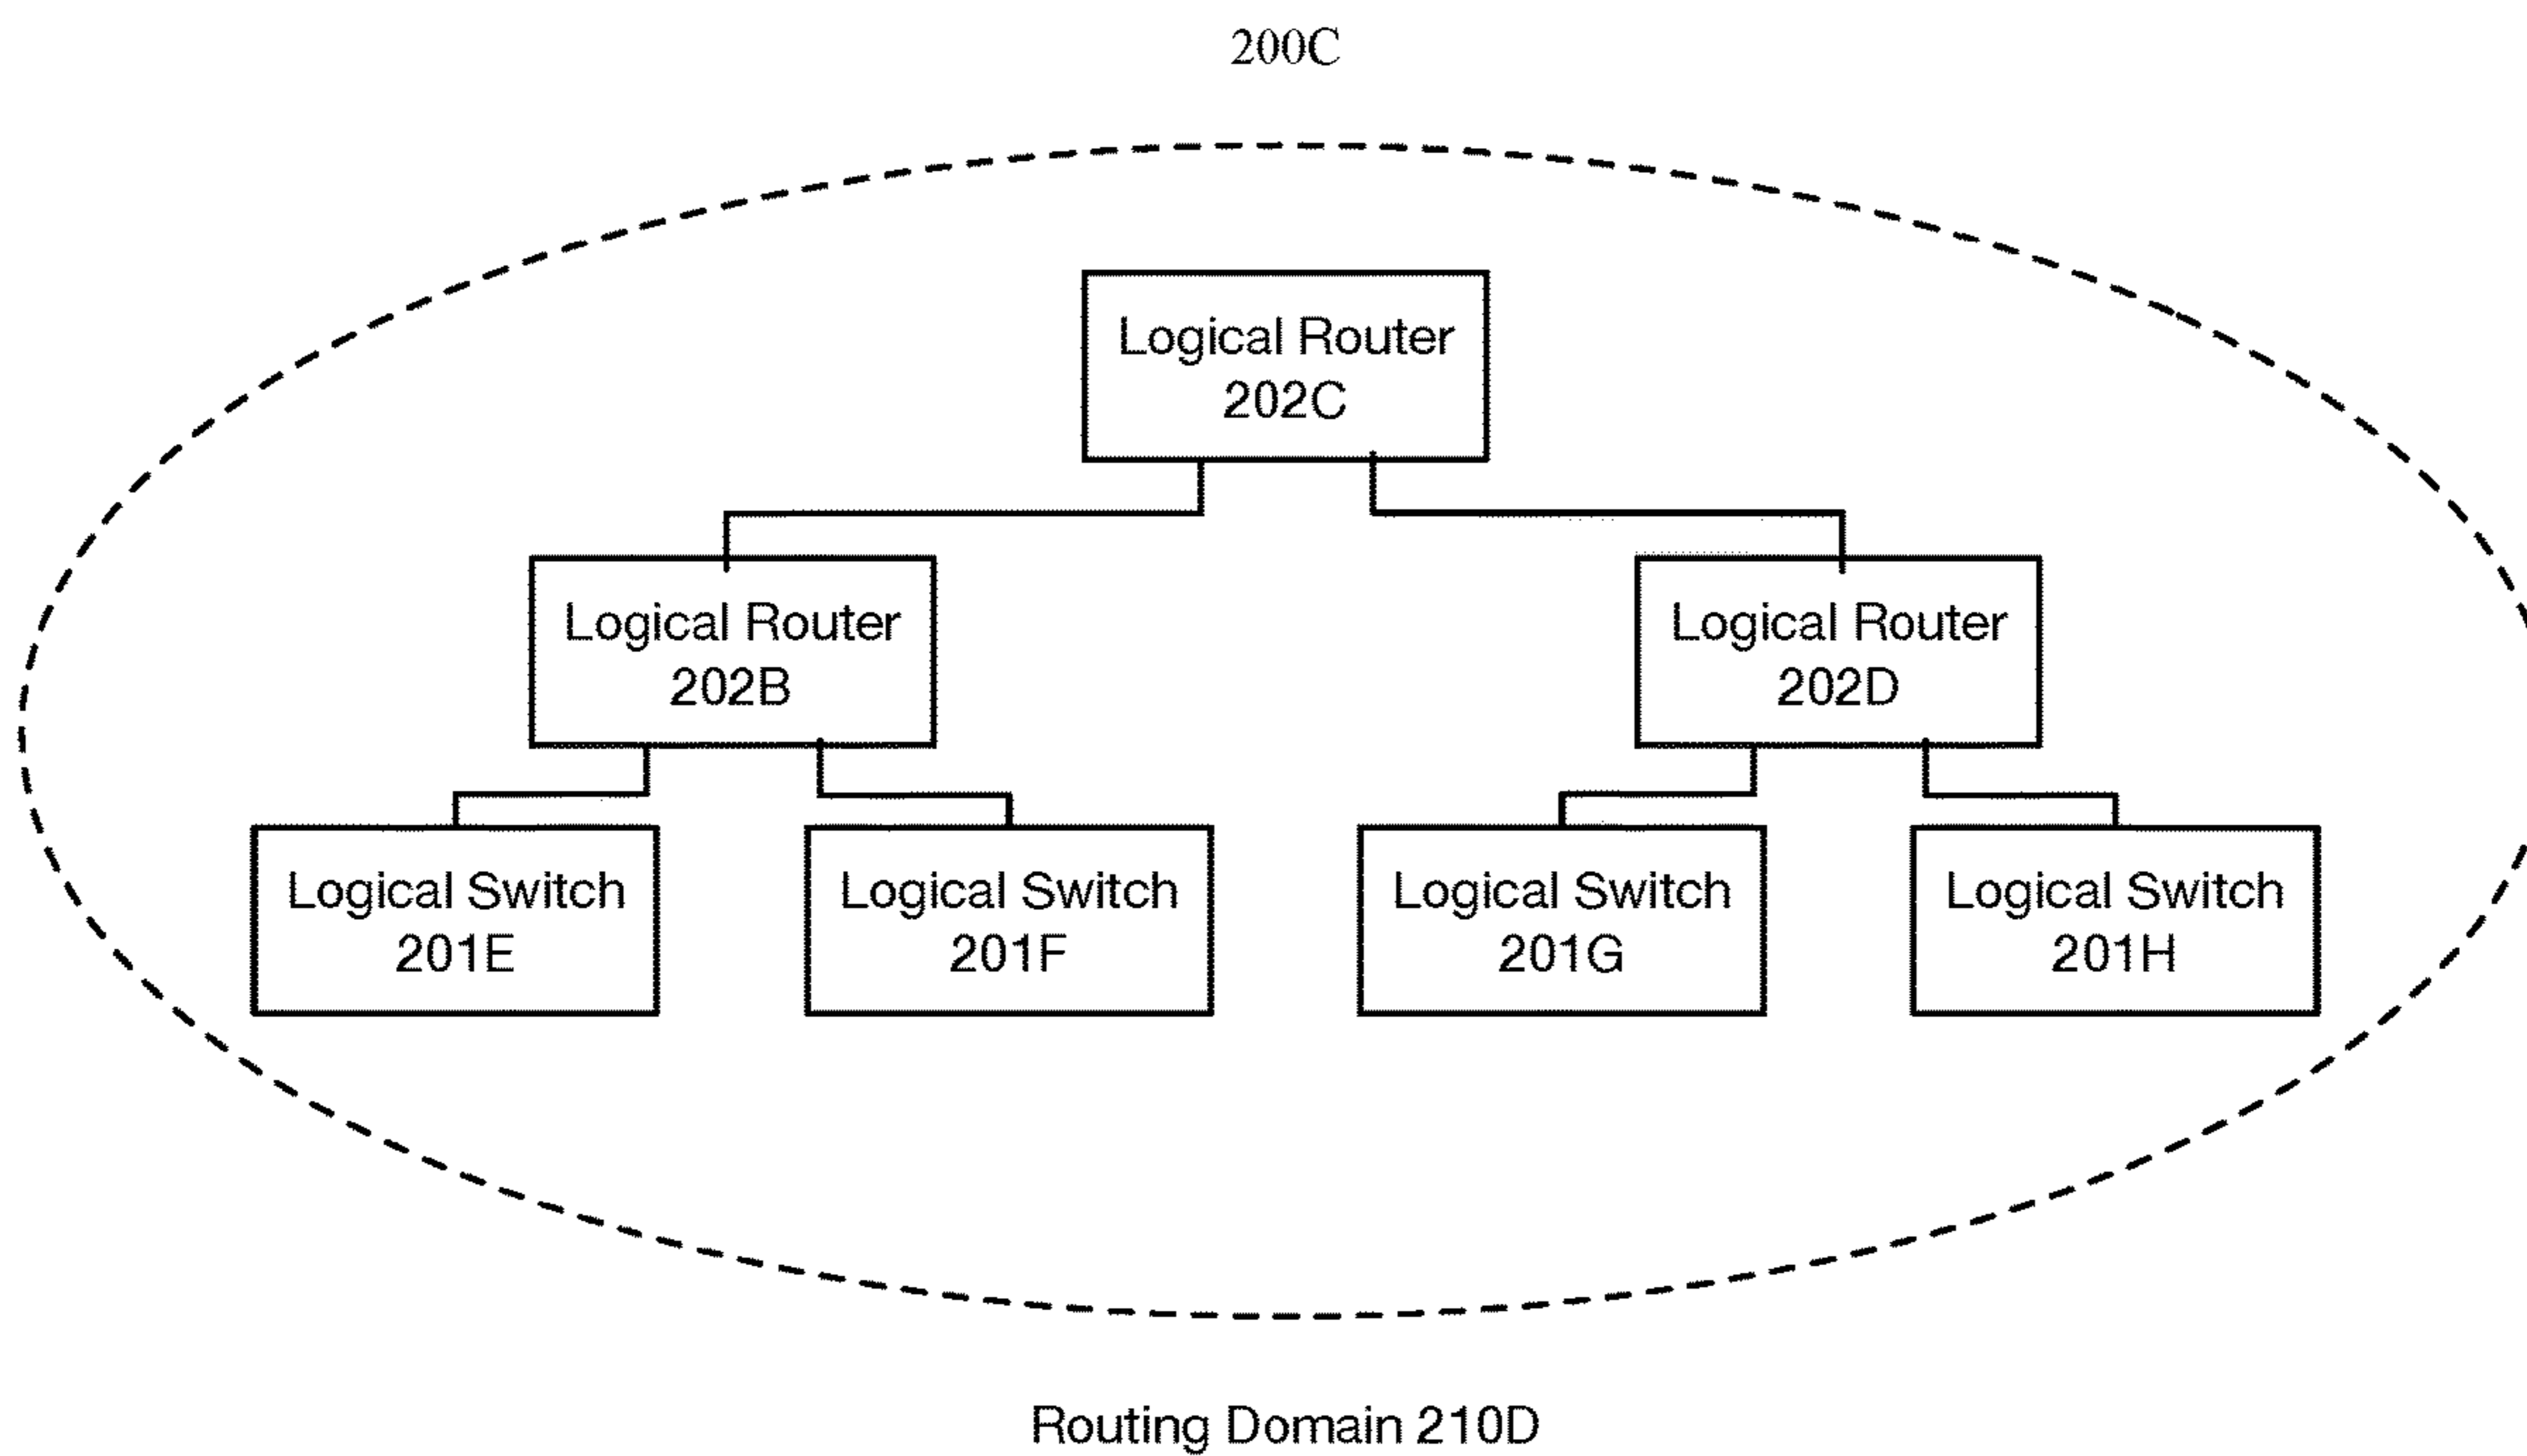 200C
Logical Router
202C
Logical Router
202B
Logical Router
202D
Logical Switch
201E
Logical Switch
201F
Logical Switch
201G
Logical Switch
201H
Routing Domain 210D